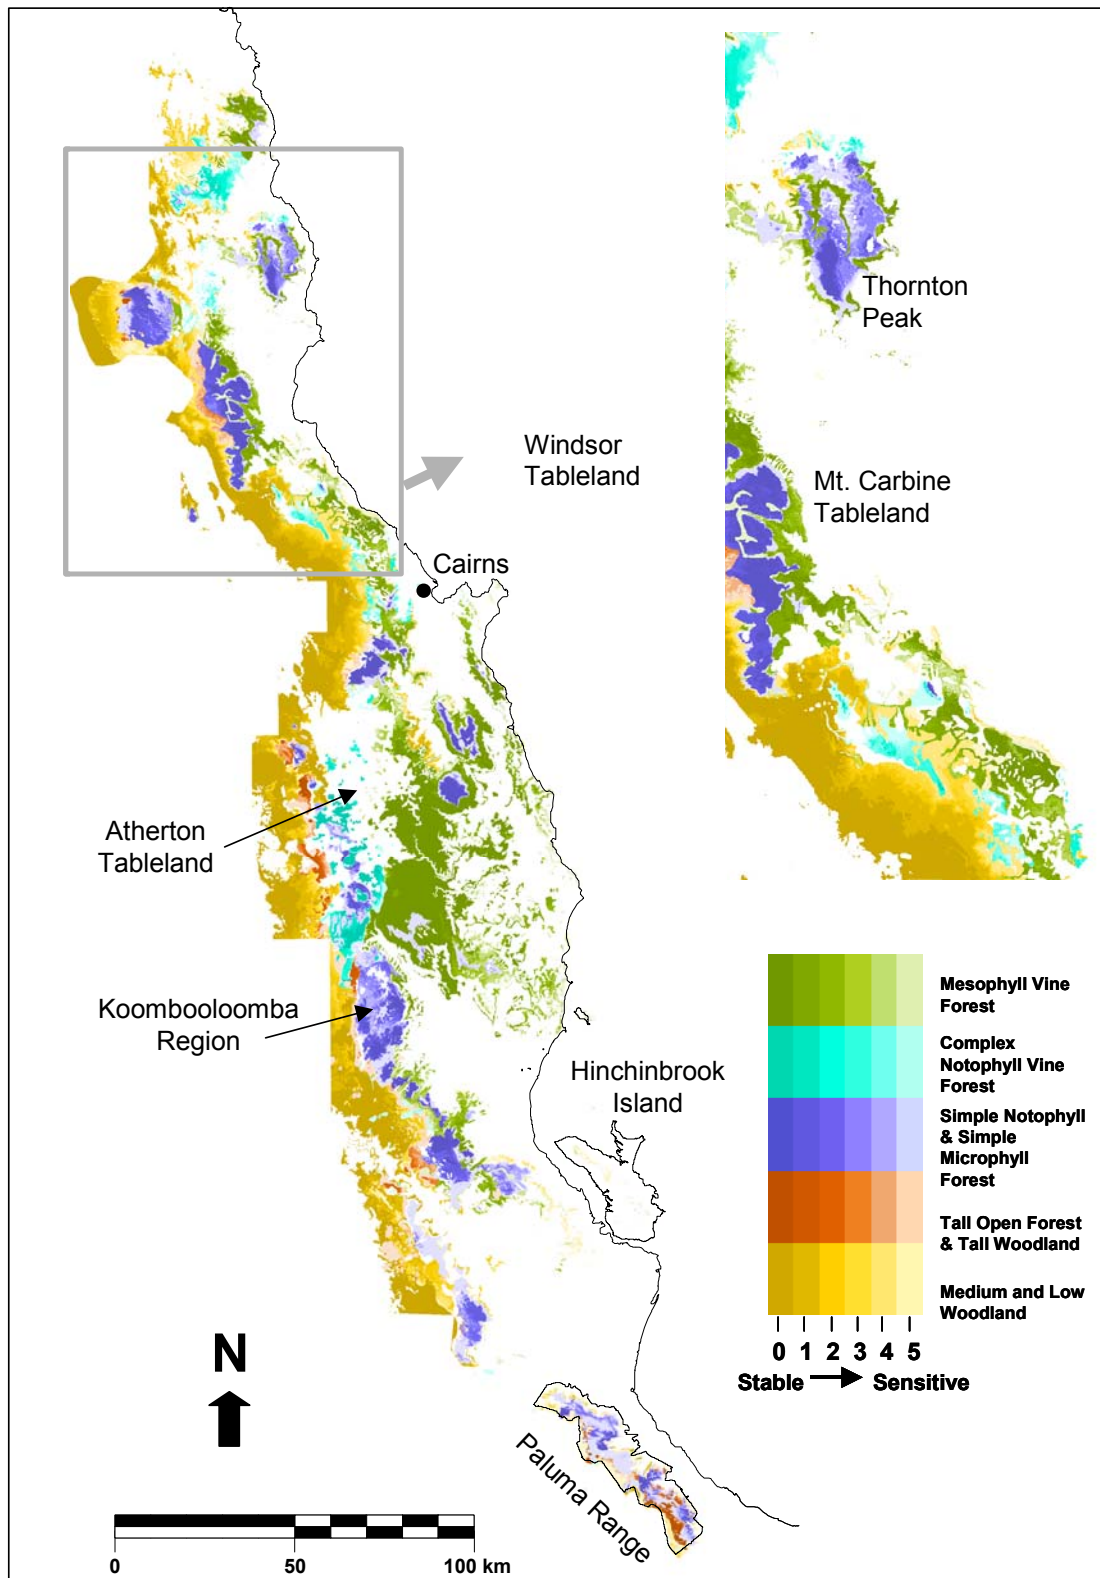 Thornton
Peak
Windsor
Tableland
Mt. Carbine
Tableland
Cairns
Atherton
Tableland
Koombooloomba
Region
Hinchinbrook
Island
Mesophyll Vine
Forest
Complex
Notophyll Vine
Forest
Simple Notophyll
& Simple
Microphyll
Forest
Tall Open Forest
& Tall Woodland
Medium and Low
Woodland
0 1 2 3 4 5
Stable Sensitive
N
Paluma Range
0 50 100 km